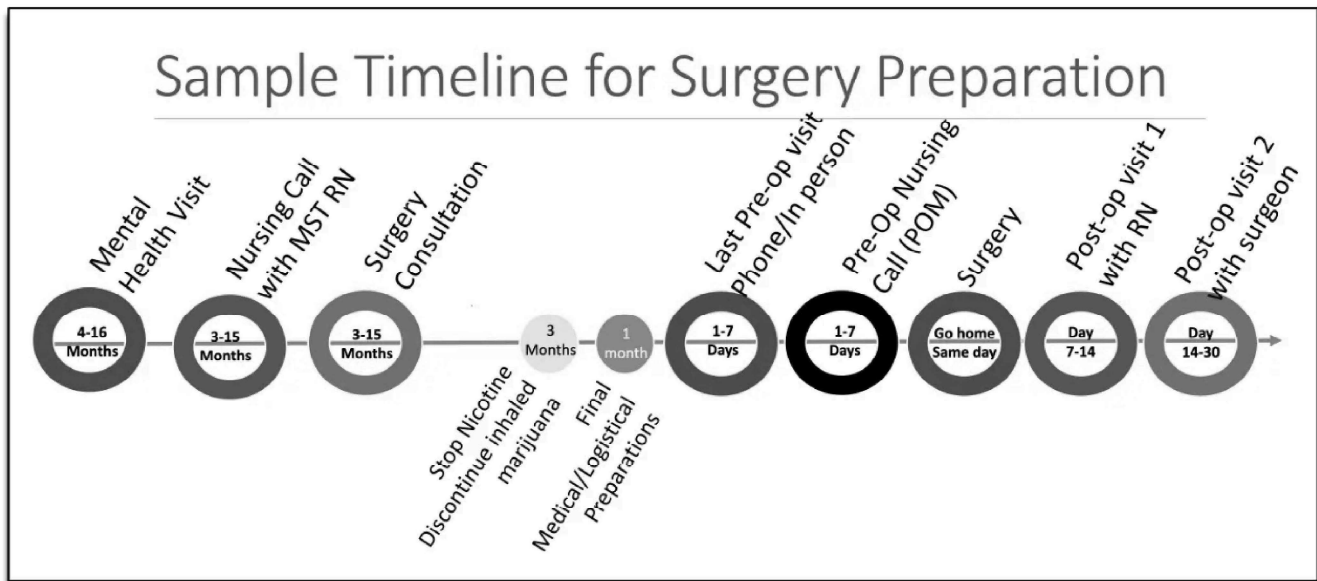 Sample Timeline for Surgery Preparation
Mental
Health Visit
4-16
Months
Nursing Call
with MST RN
3-15
Months
Surgery
Consultation
3-15
Months
3
Months
Stop Nicotine
Discontinue inhaled
marijuana
1
month
Final
Medical/Logistical
Preparations
Last Pre-op visit
Phone/In person
1-7
Days
Pre-Op Nursing
Call (POM)
1-7
Days
Surgery
Go home
Same day
Post-op visit 1
with RN
Day
7-14
Post-op visit 2
with surgeon
Day
14-30